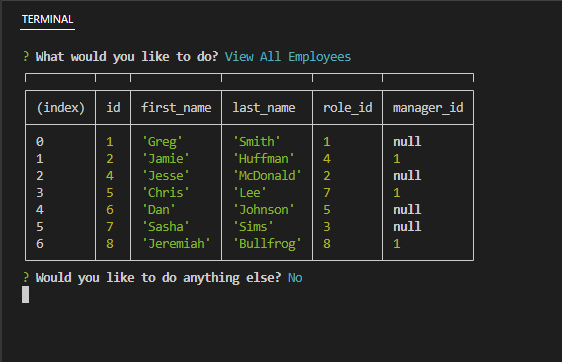 TERMINAL
? What would you like to do? View All Employees
(index) id first_name last_name role_id manager_id
0 1 'Greg' 'Smith' 1 null
1 2 'Jamie' 'Huffman' 4 1
2 4 'Jesse' 'McDonald' 2 null
3 5 'Chris' 'Lee' 7 1
4 6 'Dan' 'Johnson' 5 null
5 7 'Sasha' 'Sims' 3 null
6 8 'Jeremiah' 'Bullfrog' 8 1
? Would you like to do anything else? No